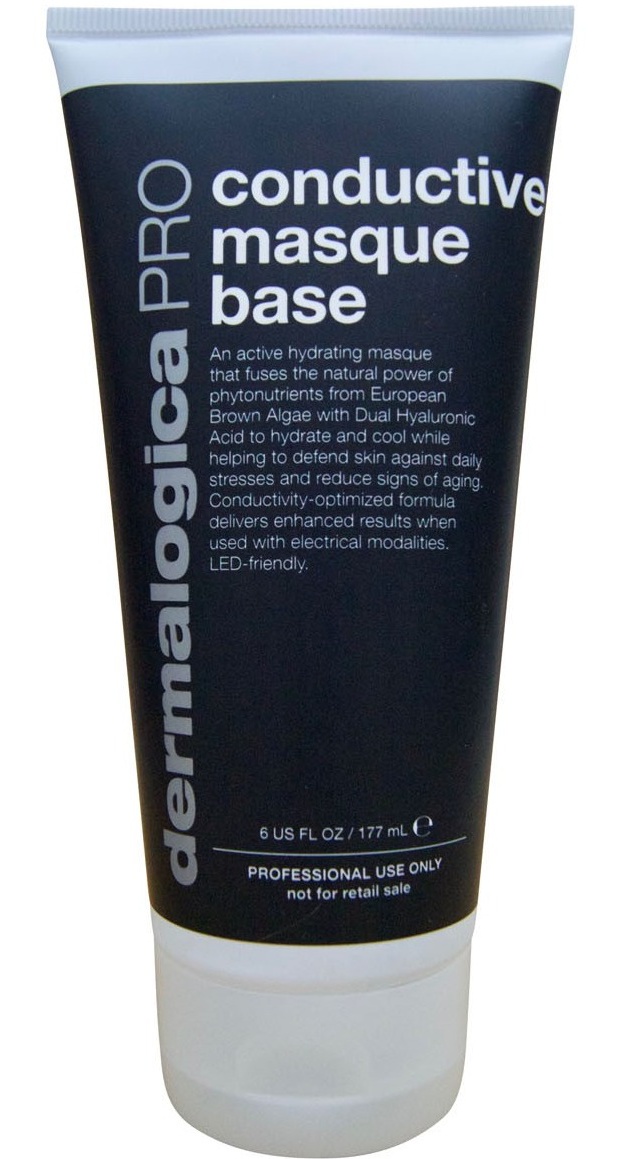 dermalogica PRO
conductive
masque
base
An active hydrating masque
that fuses the natural power of
phytonutrients from European
Brown Algae with Dual Hyaluronic
Acid to hydrate and cool while
helping to defend skin against daily
stresses and reduce signs of aging.
Conductivity-optimized formula
delivers enhanced results when
used with electrical modalities.
LED-friendly.
6 US FL OZ / 177 mL ℮
PROFESSIONAL USE ONLY
not for retail sale